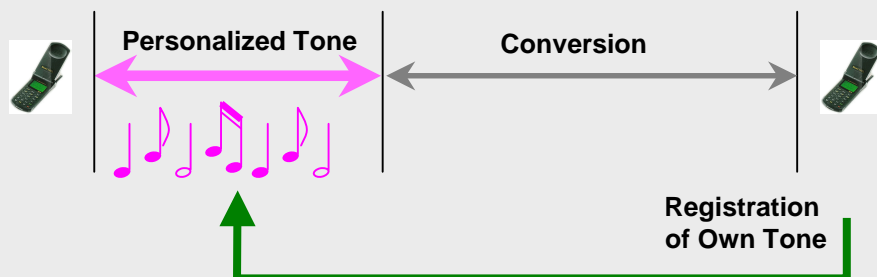 Personalized Tone
Conversion
Registration
of Own Tone